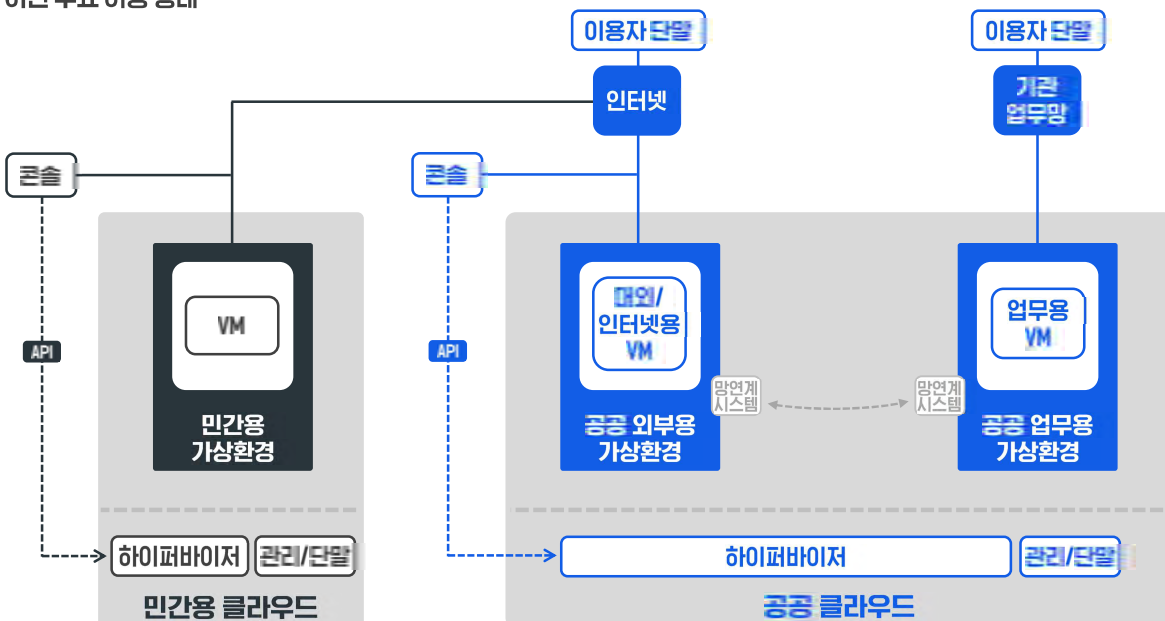 이용자 단말
이용자 단말
인터넷
기관
업무망
콘솔
콘솔
VM
대외/
인터넷용
VM
업무용
VM
API
API
망연계
시스템
망연계
시스템
민간용
가상환경
공공 외부용
가상환경
공공 업무용
가상환경
하이퍼바이저
관리/단말
하이퍼바이저
관리/단말
민간용 클라우드
공공 클라우드